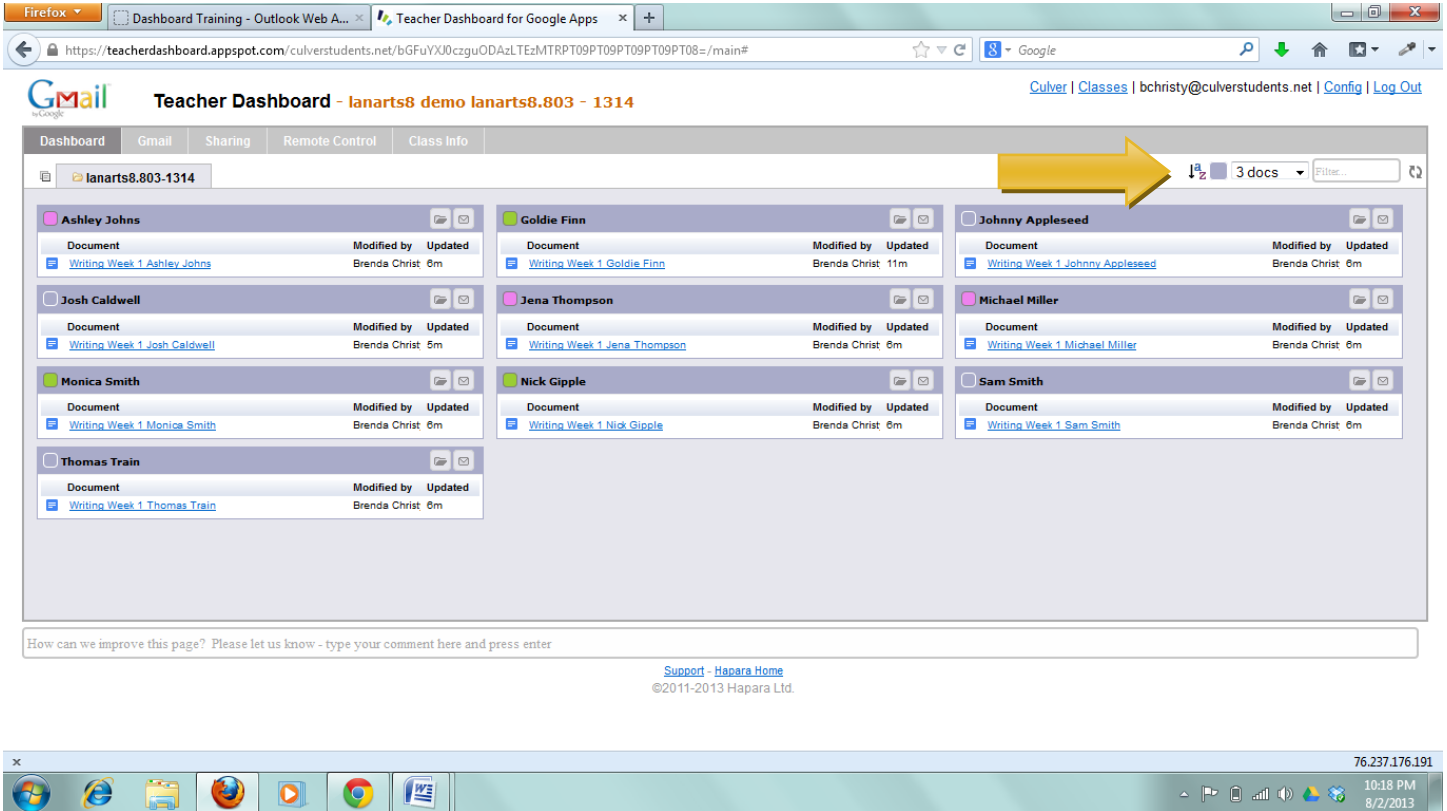 Firefox
Dashboard Training - Outlook Web A...
Teacher Dashboard for Google Apps
https://teacherdashboard.appspot.com/culverstudents.net/bGFuYXJ0czguODAzLTEzMTRPT09PT09PT09PT09PT08=/main#
Google
Gmail
by Google
Teacher Dashboard - lanarts8 demo lanarts8.803 - 1314
Culver | Classes | bchristy@culverstudents.net | Config | Log Out
Dashboard Gmail Sharing Remote Control Class Info
lanarts8.803-1314
a z 3 docs Filter...
Ashley Johns
Document Modified by Updated
Writing Week 1 Ashley Johns Brenda Christ 6m
Goldie Finn
Document Modified by Updated
Writing Week 1 Goldie Finn Brenda Christ 11m
Johnny Appleseed
Document Modified by Updated
Writing Week 1 Johnny Appleseed Brenda Christ 6m
Josh Caldwell
Document Modified by Updated
Writing Week 1 Josh Caldwell Brenda Christ 5m
Jena Thompson
Document Modified by Updated
Writing Week 1 Jena Thompson Brenda Christ 6m
Michael Miller
Document Modified by Updated
Writing Week 1 Michael Miller Brenda Christ 6m
Monica Smith
Document Modified by Updated
Writing Week 1 Monica Smith Brenda Christ 6m
Nick Gipple
Document Modified by Updated
Writing Week 1 Nick Gipple Brenda Christ 6m
Sam Smith
Document Modified by Updated
Writing Week 1 Sam Smith Brenda Christ 6m
Thomas Train
Document Modified by Updated
Writing Week 1 Thomas Train Brenda Christ 6m
How can we improve this page? Please let us know - type your comment here and press enter
Support - Hapara Home
©2011-2013 Hapara Ltd.
76.237.176.191
10:18 PM
8/2/2013